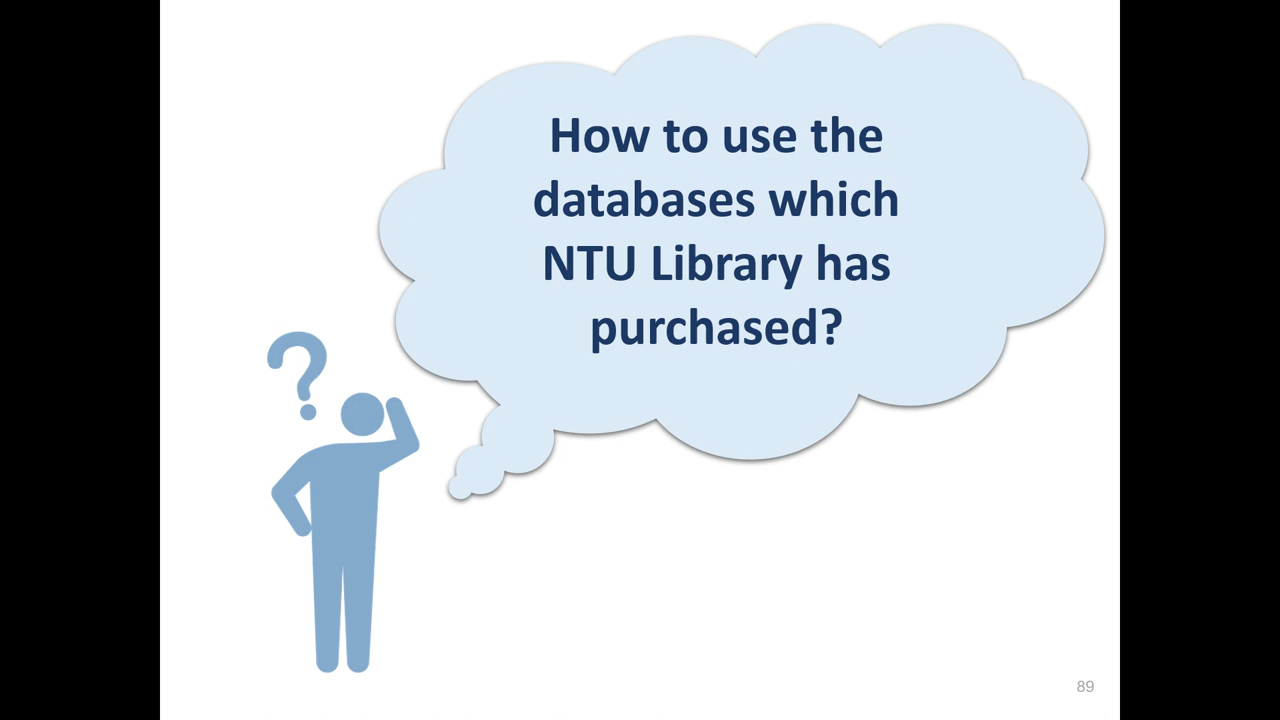 How to use the
databases which
NTU Library has
purchased?
?
89